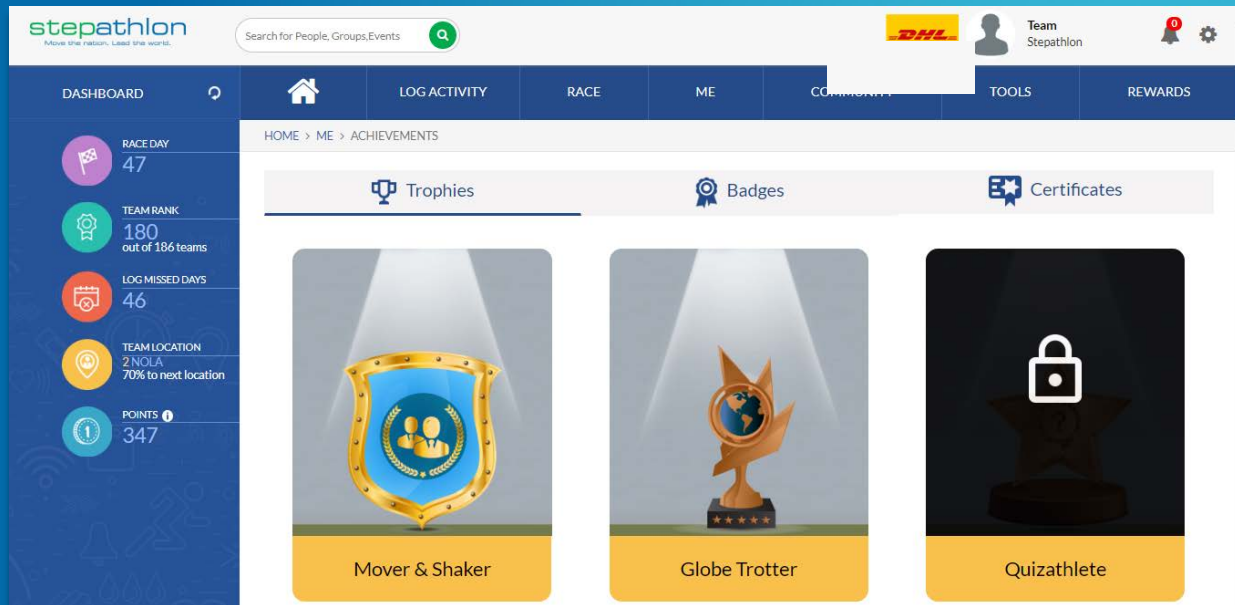 stepathlon
Move the nation. Lead the world.
Search for People, Groups,Events
DHL
Team
Stepathlon
0
DASHBOARD
LOG ACTIVITY
RACE
ME
COMMUNITY
TOOLS
REWARDS
HOME > ME > ACHIEVEMENTS
RACE DAY
47
TEAM RANK
180
out of 186 teams
LOG MISSED DAYS
46
TEAM LOCATION
2 NOLA
70% to next location
POINTS i
1
347
Trophies
Badges
Certificates
Mover & Shaker
Globe Trotter
?
Quizathlete